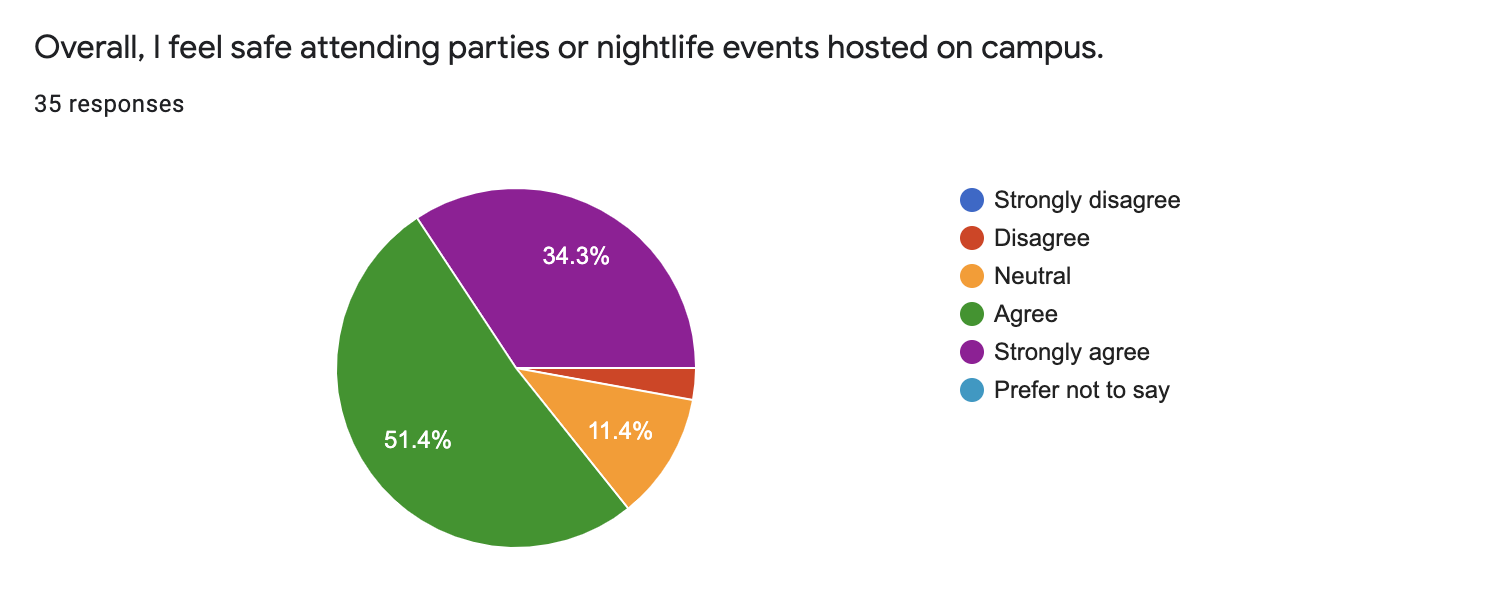 Overall, I feel safe attending parties or nightlife events hosted on campus.
35 responses
34.3%
51.4%
11.4%
Strongly disagree
Disagree
Neutral
Agree
Strongly agree
Prefer not to say